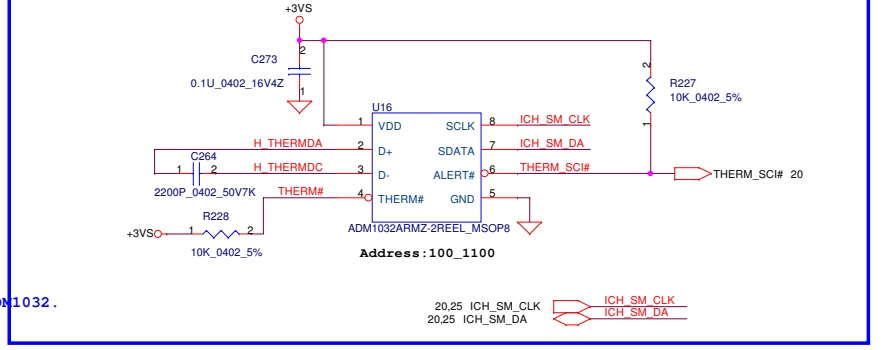 +3VS
C273
2
0.1U_0402_16V4Z
1
2
R227
10K_0402_5%
1
U16
1 VDD SCLK 8 ICH_SM_CLK
H_THERMDA 2 D+ SDATA 7 ICH_SM_DA
C264
1 2 H_THERMDC 3 D- ALERT# 6 THERM_SCI#
THERM_SCI# 20
2200P_0402_50V7K
THERM# 4 THERM# GND 5
R228
+3VS 1 2
10K_0402_5%
ADM1032ARMZ-2REEL_MSOP8
Address:100_1100
M1032.
20,25 ICH_SM_CLK ICH_SM_CLK
20,25 ICH_SM_DA ICH_SM_DA